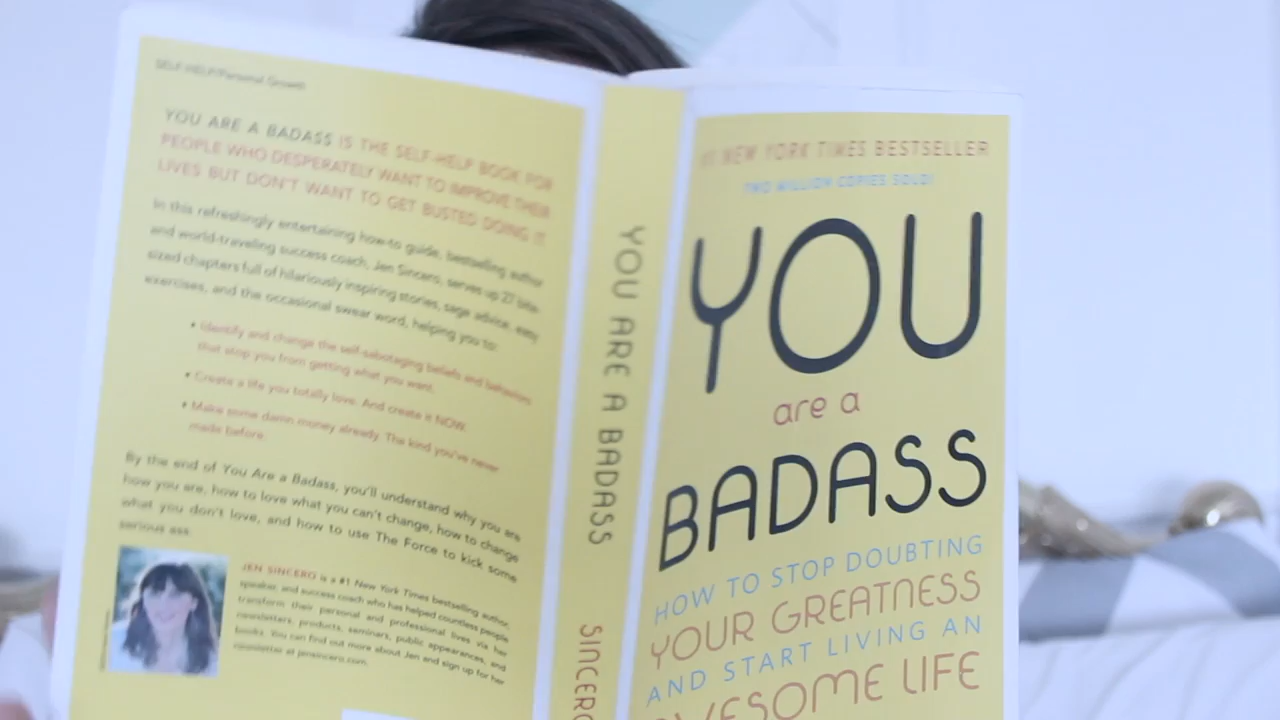 SELF-HELP/Personal Growth
YOU ARE A BADASS IS THE SELF-HELP BOOK FOR
PEOPLE WHO DESPERATELY WANT TO IMPROVE THEIR
LIVES BUT DON'T WANT TO GET BUSTED DOING IT
In this refreshingly entertaining how-to guide, bestselling author
and world-traveling success coach, Jen Sincero, serves up 27 bite-
sized chapters full of hilariously inspiring stories, sage advice, easy
exercises, and the occasional swear word, helping you to:
• Identify and change the self-sabotaging beliefs and behaviors
that stop you from getting what you want.
• Create a life you totally love. And create it NOW.
• Make some damn money already. The kind you've never
made before.
By the end of You Are a Badass, you'll understand why you are
how you are, how to love what you can't change, how to change
what you don't love, and how to use The Force to kick some
serious ass.
JEN SINCERO is a #1 New York Times bestselling author,
speaker, and success coach who has helped countless people
transform their personal and professional lives via her
newsletters, products, seminars, public appearances, and
books. You can find out more about Jen and sign up for her
newsletter at jensincero.com.
YOU ARE A BADASS
SINCERO
#1 NEW YORK TIMES BESTSELLER
TWO MILLION COPIES SOLD!
YOU
are a
BADASS
HOW TO STOP DOUBTING
YOUR GREATNESS
AND START LIVING AN
AWESOME LIFE